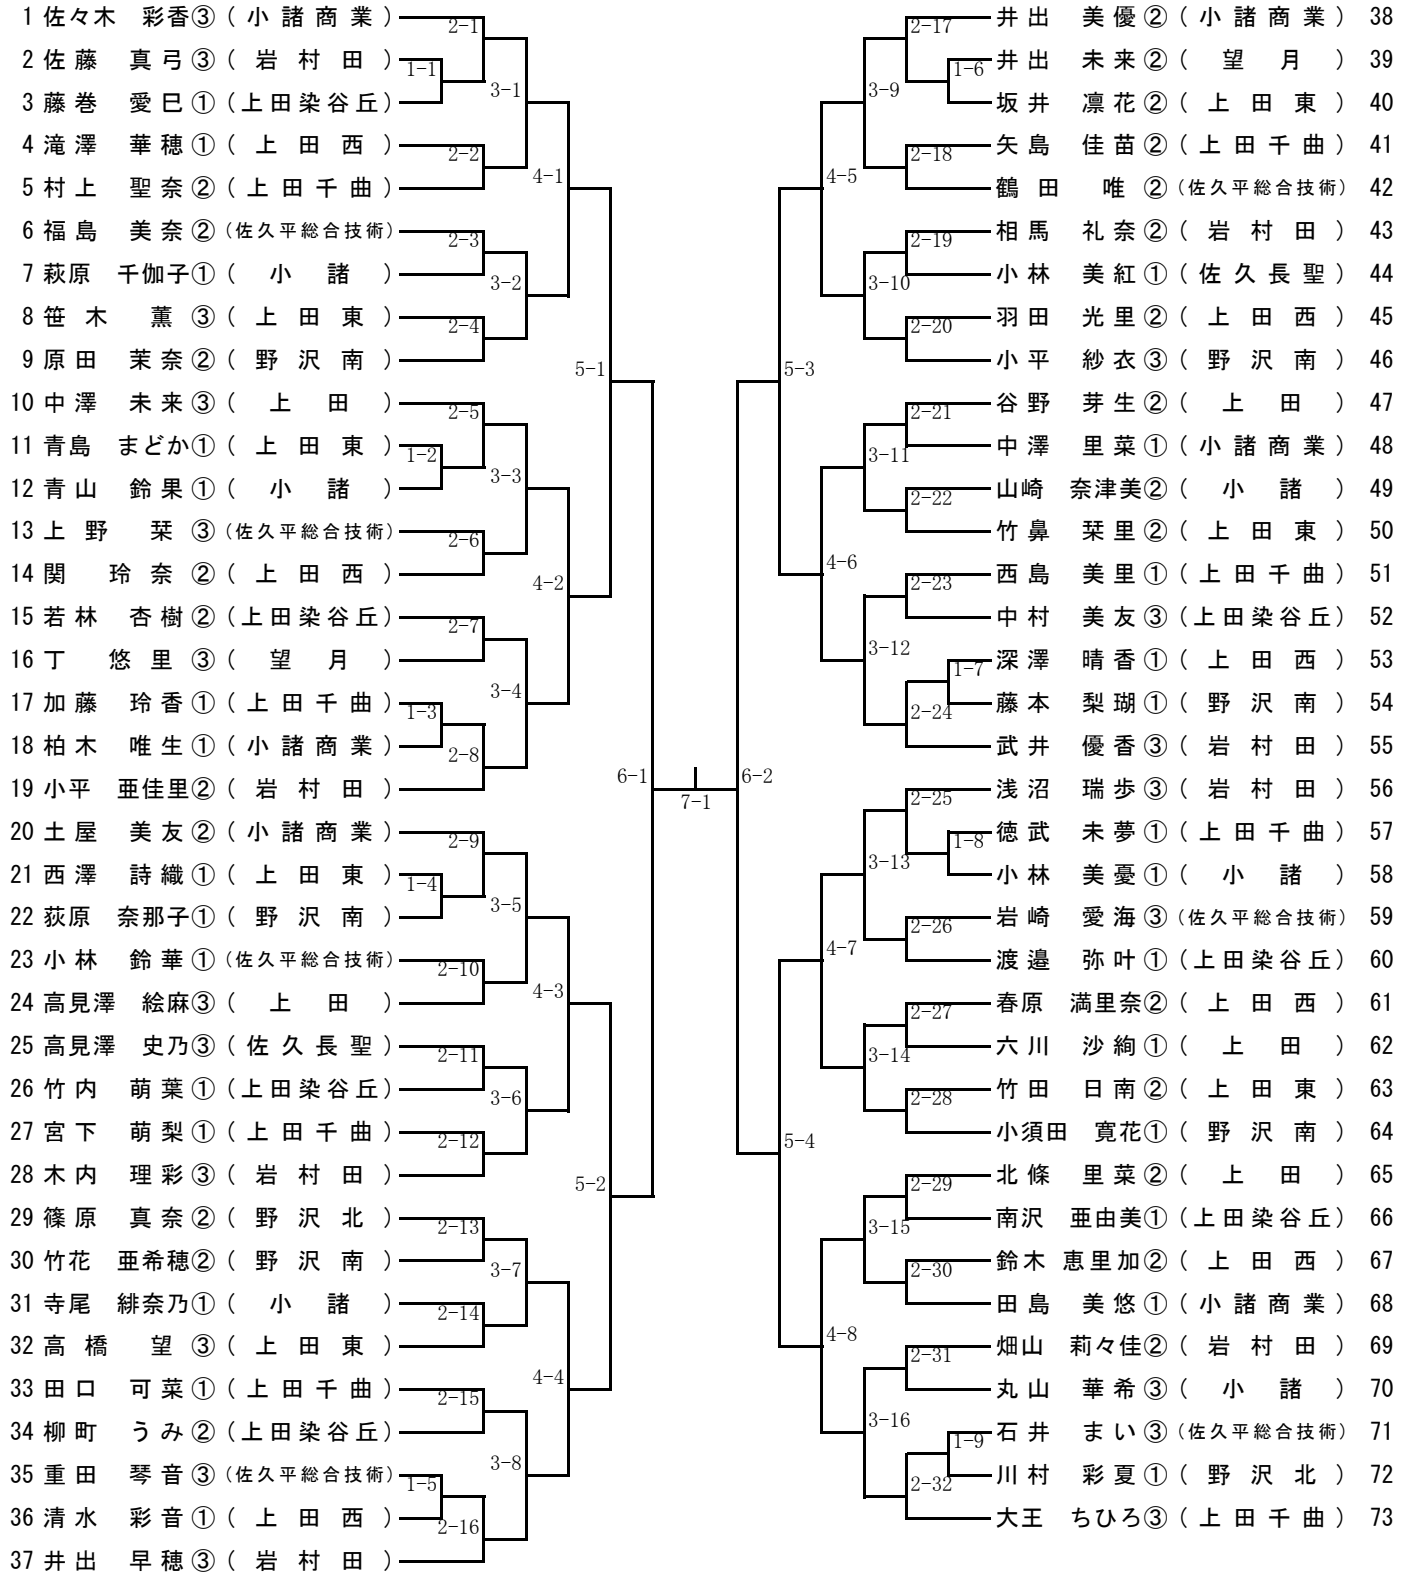 1 佐々木 彩香③ (小諸商業)
2 佐藤 真弓③ (岩村田)
3 藤巻 愛巳① (上田染谷丘)
4 滝澤 華穂① (上田西)
5 村上 聖奈② (上田千曲)
6 福島 美奈② (佐久平総合技術)
7 萩原 千伽子① (小諸)
8 笹木 薫③ (上田東)
9 原田 茉奈② (野沢南)
10 中澤 未来③ (上田)
11 青島 まどか① (上田東)
12 青山 鈴果① (小諸)
13 上野 栞③ (佐久平総合技術)
14 関 玲奈② (上田西)
15 若林 杏樹② (上田染谷丘)
16 丁 悠里③ (望月)
17 加藤 玲香① (上田千曲)
18 柏木 唯生① (小諸商業)
19 小平 亜佳里② (岩村田)
20 土屋 美友② (小諸商業)
21 西澤 詩織① (上田東)
22 荻原 奈那子① (野沢南)
23 小林 鈴華① (佐久平総合技術)
24 高見澤 絵麻③ (上田)
25 高見澤 史乃③ (佐久長聖)
26 竹内 萌葉① (上田染谷丘)
27 宮下 萌梨① (上田千曲)
28 木内 理彩③ (岩村田)
29 篠原 真奈② (野沢北)
30 竹花 亜希穂② (野沢南)
31 寺尾 緋奈乃① (小諸)
32 高橋 望③ (上田東)
33 田口 可菜① (上田千曲)
34 柳町 うみ② (上田染谷丘)
35 重田 琴音③ (佐久平総合技術)
36 清水 彩音① (上田西)
37 井出 早穂③ (岩村田)
1-1
1-2
1-3
1-4
1-5
2-1
2-2
2-3
2-4
2-5
2-6
2-7
2-8
2-9
2-10
2-11
2-12
2-13
2-14
2-15
2-16
3-1
3-2
3-3
3-4
3-5
3-6
3-7
3-8
4-1
4-2
4-3
4-4
5-1
5-2
6-1
7-1
6-2
5-3
5-4
4-5
4-6
4-7
4-8
3-9
3-10
3-11
3-12
3-13
3-14
3-15
3-16
2-17
2-18
2-19
2-20
2-21
2-22
2-23
2-24
2-25
2-26
2-27
2-28
2-29
2-30
2-31
2-32
1-6
1-7
1-8
1-9
井出 美優② (小諸商業) 38
井出 未来② (望月) 39
坂井 凛花② (上田東) 40
矢島 佳苗② (上田千曲) 41
鶴田 唯② (佐久平総合技術) 42
相馬 礼奈② (岩村田) 43
小林 美紅① (佐久長聖) 44
羽田 光里② (上田西) 45
小平 紗衣③ (野沢南) 46
谷野 芽生② (上田) 47
中澤 里菜① (小諸商業) 48
山崎 奈津美② (小諸) 49
竹鼻 栞里② (上田東) 50
西島 美里① (上田千曲) 51
中村 美友③ (上田染谷丘) 52
深澤 晴香① (上田西) 53
藤本 梨瑚① (野沢南) 54
武井 優香③ (岩村田) 55
浅沼 瑞歩③ (岩村田) 56
徳武 未夢① (上田千曲) 57
小林 美憂① (小諸) 58
岩崎 愛海③ (佐久平総合技術) 59
渡邉 弥叶① (上田染谷丘) 60
春原 満里奈② (上田西) 61
六川 沙絢① (上田) 62
竹田 日南② (上田東) 63
小須田 寛花① (野沢南) 64
北條 里菜② (上田) 65
南沢 亜由美① (上田染谷丘) 66
鈴木 恵里加② (上田西) 67
田島 美悠① (小諸商業) 68
畑山 莉々佳② (岩村田) 69
丸山 華希③ (小諸) 70
石井 まい③ (佐久平総合技術) 71
川村 彩夏① (野沢北) 72
大王 ちひろ③ (上田千曲) 73